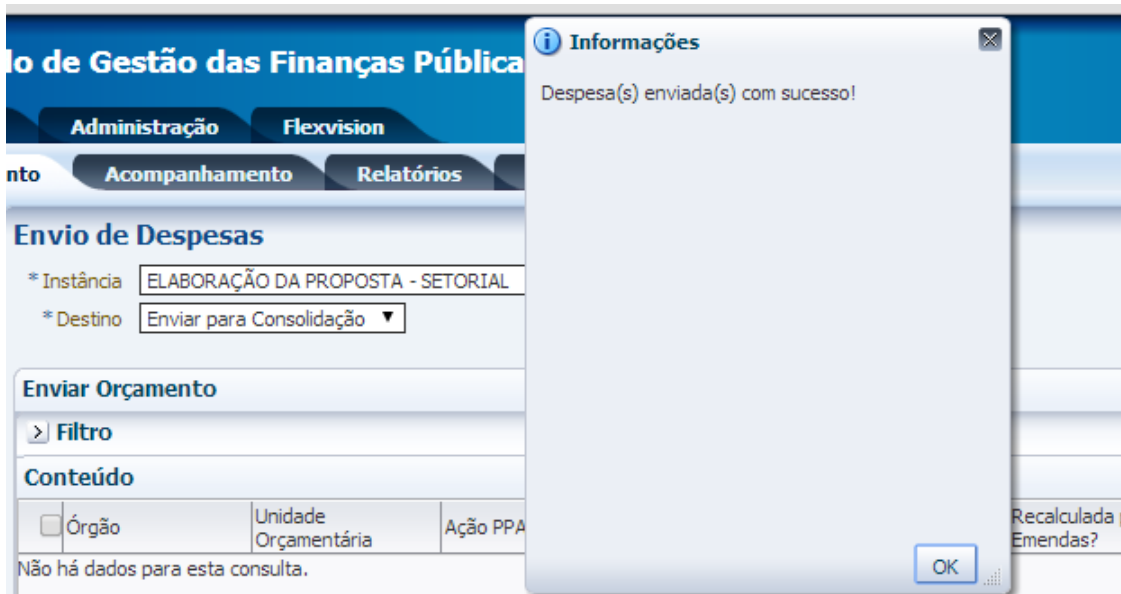 lo de Gestão das Finanças Pública
Administração Flexvision
nto Acompanhamento Relatórios
Envio de Despesas
* Instância ELABORAÇÃO DA PROPOSTA - SETORIAL
* Destino Enviar para Consolidação
Enviar Orçamento
Filtro
Conteúdo
Órgão Unidade Orçamentária Ação PPA Recalculada p Emendas?
Não há dados para esta consulta.
Informações
Despesa(s) enviada(s) com sucesso!
OK